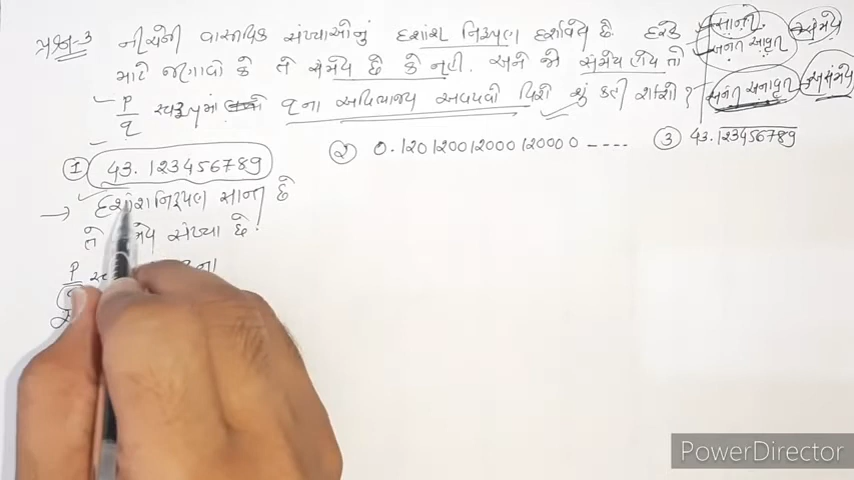 પ્રશ્ન-3 નીચેની વાસ્તવિક સંખ્યાઓનું દશાંશ નિરૂપણ દર્શાવેલ છે. દરેક
માટે જણાવો કે તે સંમેય છે કે નહી. અને જો સંમેય હોય તો
p/q સ્વરૂપમાં q ના અવિભાજ્ય અવયવો વિશે શું કહી શકાશે?
સાન્ત સંમેય
અનંત આવૃત
અનંત અનાવૃત અસંમેય
① 43.123456789
② 0.120120012000120000 ----
③ 43.123456789
→ દશાંશ નિરૂપણ સાન્ત છે
તે સંખ્યા છે.
p
PowerDirector